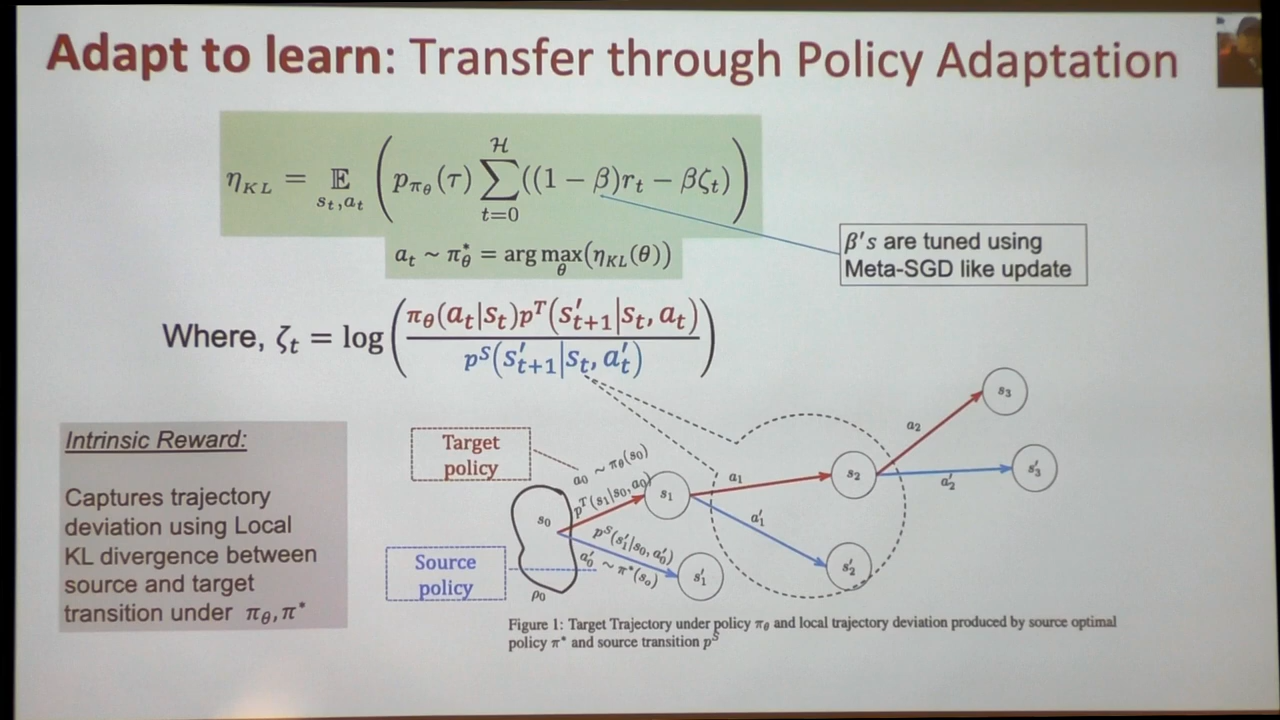 Adapt to learn: Transfer through Policy Adaptation
η_KL = 𝔼_{s_t,a_t} ( p_{π_θ}(τ) ∑_{t=0}^{ℋ} ((1 − β)r_t − βζ_t) )
a_t ~ π*_θ = arg max_θ (η_KL(θ))
β's are tuned using
Meta-SGD like update
Where, ζ_t = log ( π_θ(a_t|s_t)p^T(s'_{t+1}|s_t, a_t) / p^S(s'_{t+1}|s_t, a'_t) )
Intrinsic Reward:
Captures trajectory
deviation using Local
KL divergence between
source and target
transition under π_θ, π*
Target
policy
Source
policy
a_0 ~ π_θ(s_0)
p^T(s_1|s_0, a_0)
s_0
p^S(s'_1|s_0, a'_0)
a'_0 ~ π*(s_o)
ρ_0
s_1
s'_1
a_1
a'_1
s_2
s'_2
a_2
a'_2
s_3
s'_3
Figure 1: Target Trajectory under policy π_θ and local trajectory deviation produced by source optimal
policy π* and source transition p^S